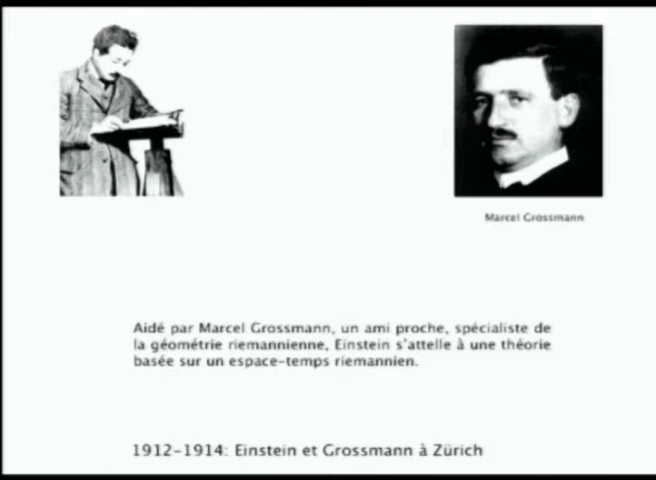 Marcel Grossmann
Aidé par Marcel Grossmann, un ami proche, spécialiste de
la géométrie riemannienne, Einstein s'attelle à une théorie
basée sur un espace-temps riemannien.
1912-1914: Einstein et Grossmann à Zürich